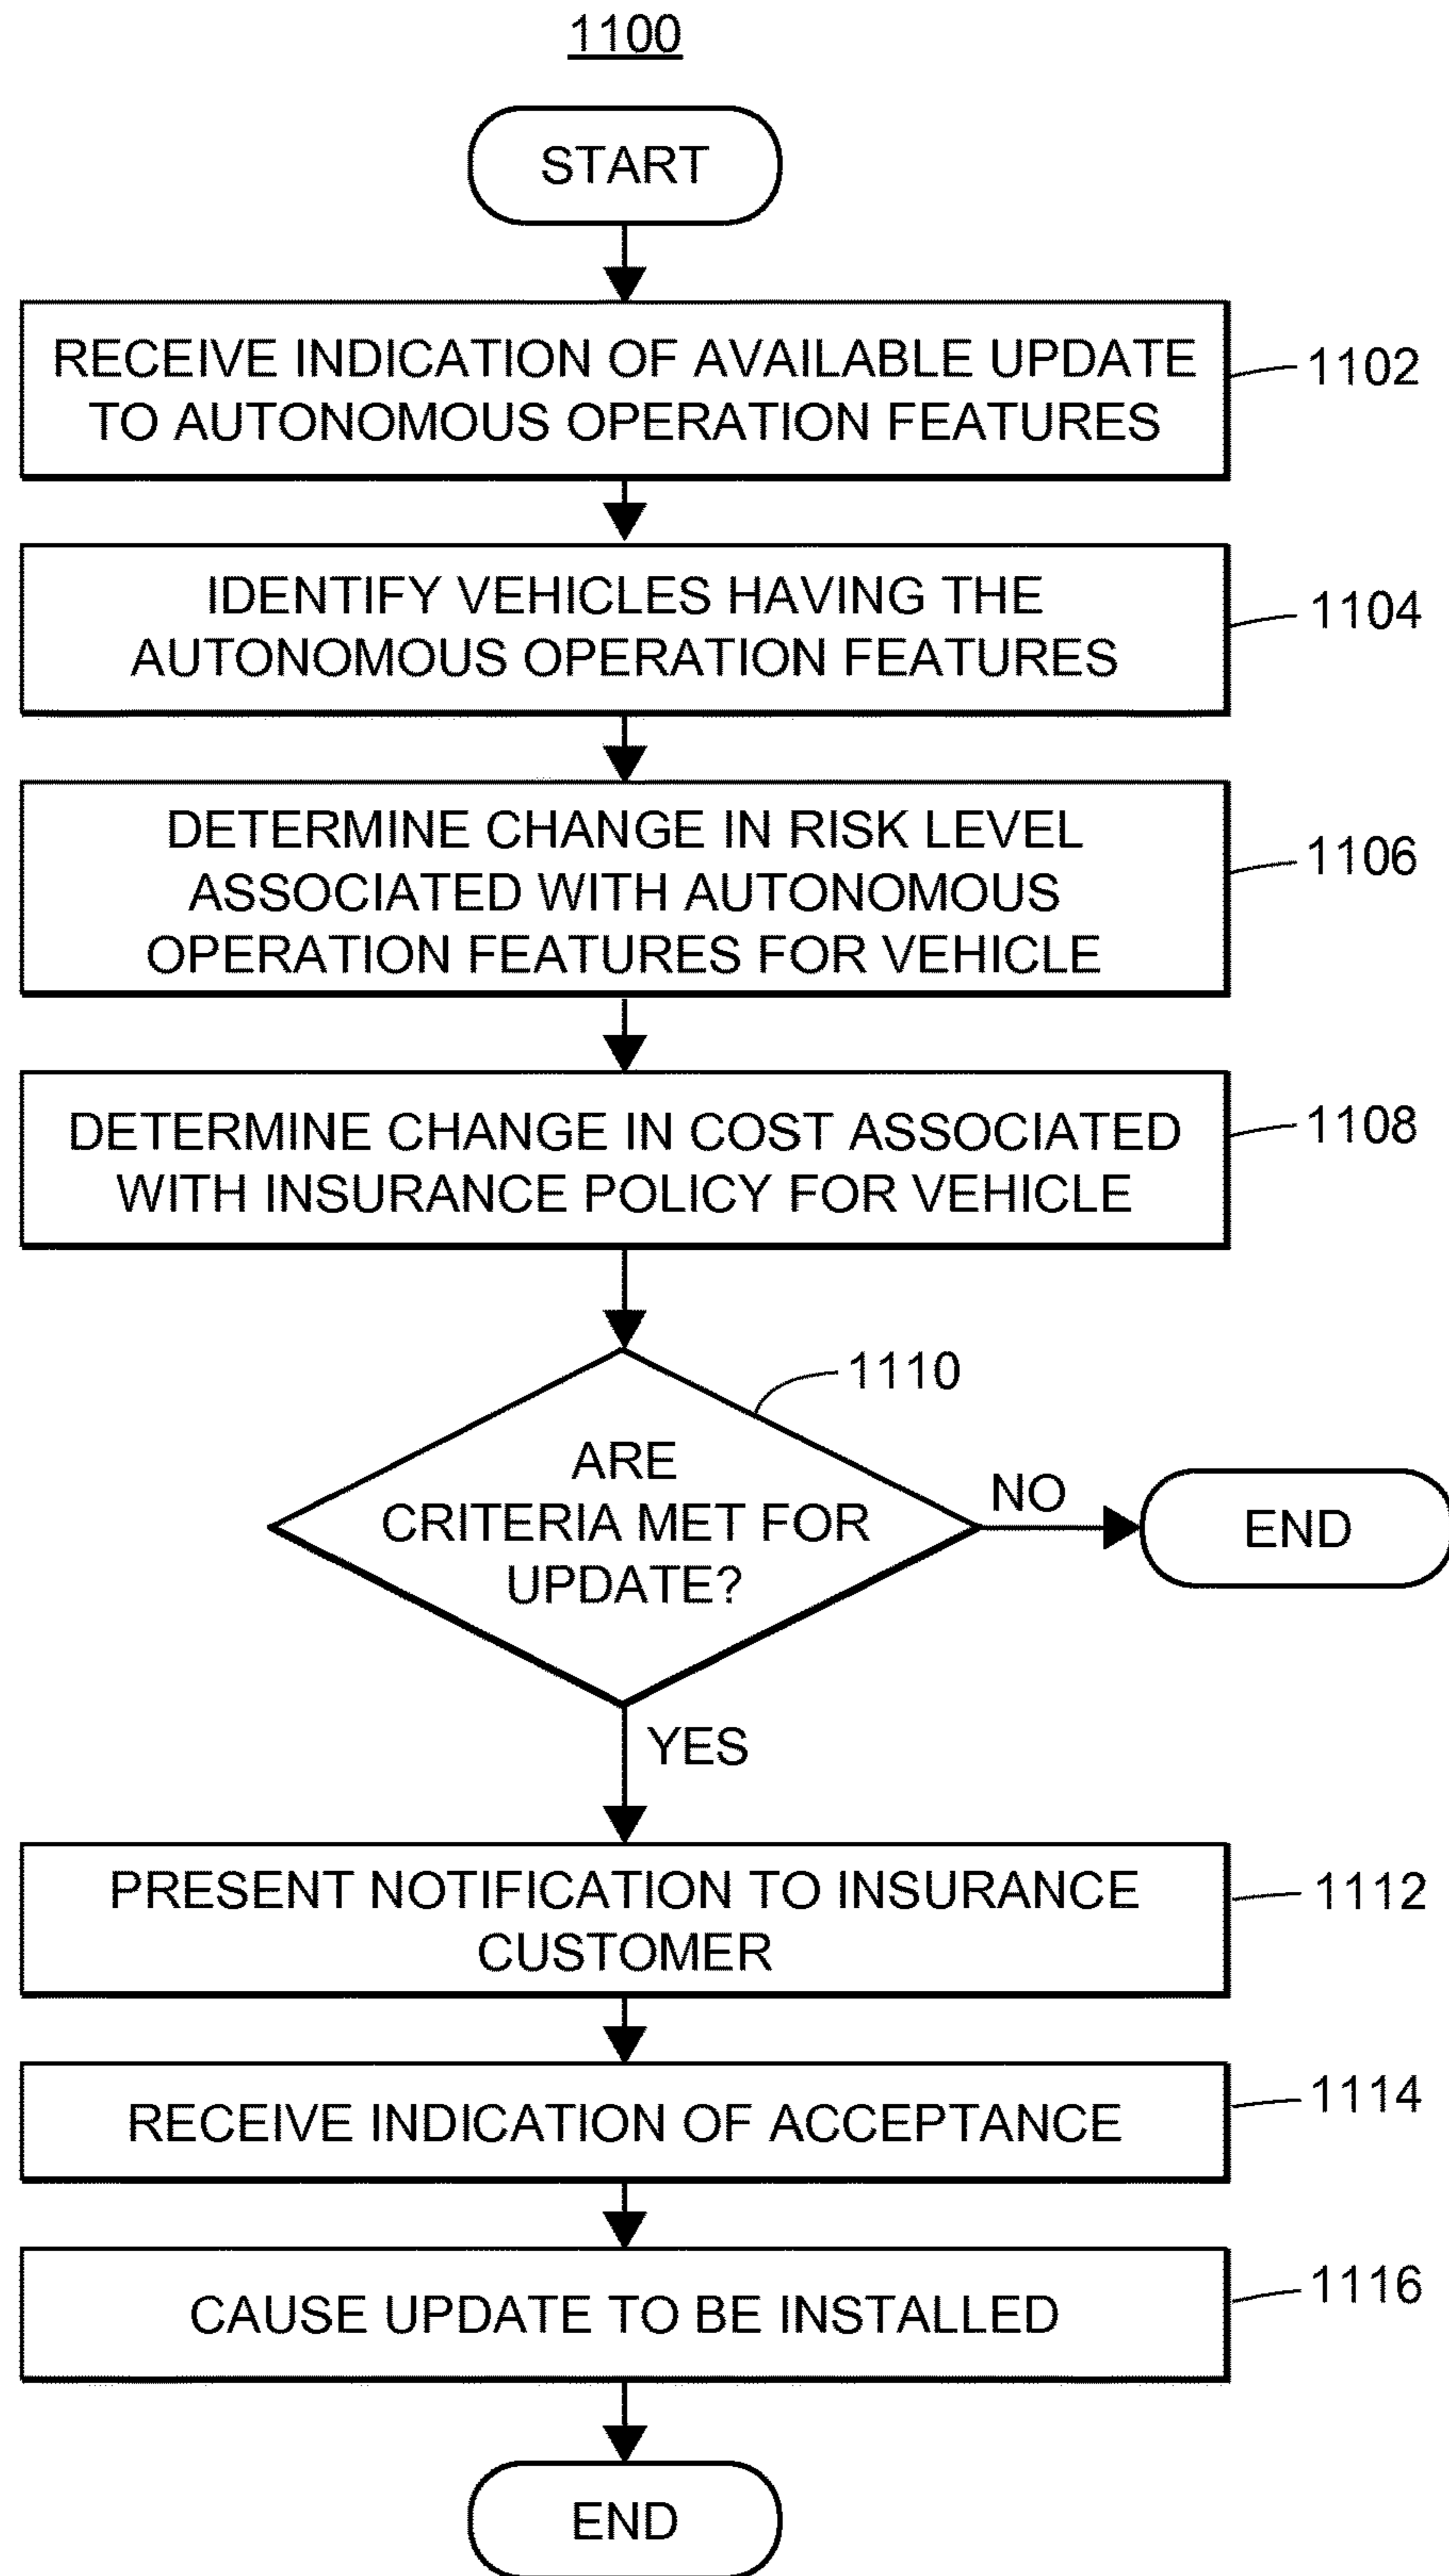 1100
START
RECEIVE INDICATION OF AVAILABLE UPDATE
TO AUTONOMOUS OPERATION FEATURES
1102
IDENTIFY VEHICLES HAVING THE
AUTONOMOUS OPERATION FEATURES
1104
DETERMINE CHANGE IN RISK LEVEL
ASSOCIATED WITH AUTONOMOUS
OPERATION FEATURES FOR VEHICLE
1106
DETERMINE CHANGE IN COST ASSOCIATED
WITH INSURANCE POLICY FOR VEHICLE
1108
1110
ARE
CRITERIA MET FOR
UPDATE?
NO
END
YES
PRESENT NOTIFICATION TO INSURANCE
CUSTOMER
1112
RECEIVE INDICATION OF ACCEPTANCE
1114
CAUSE UPDATE TO BE INSTALLED
1116
END